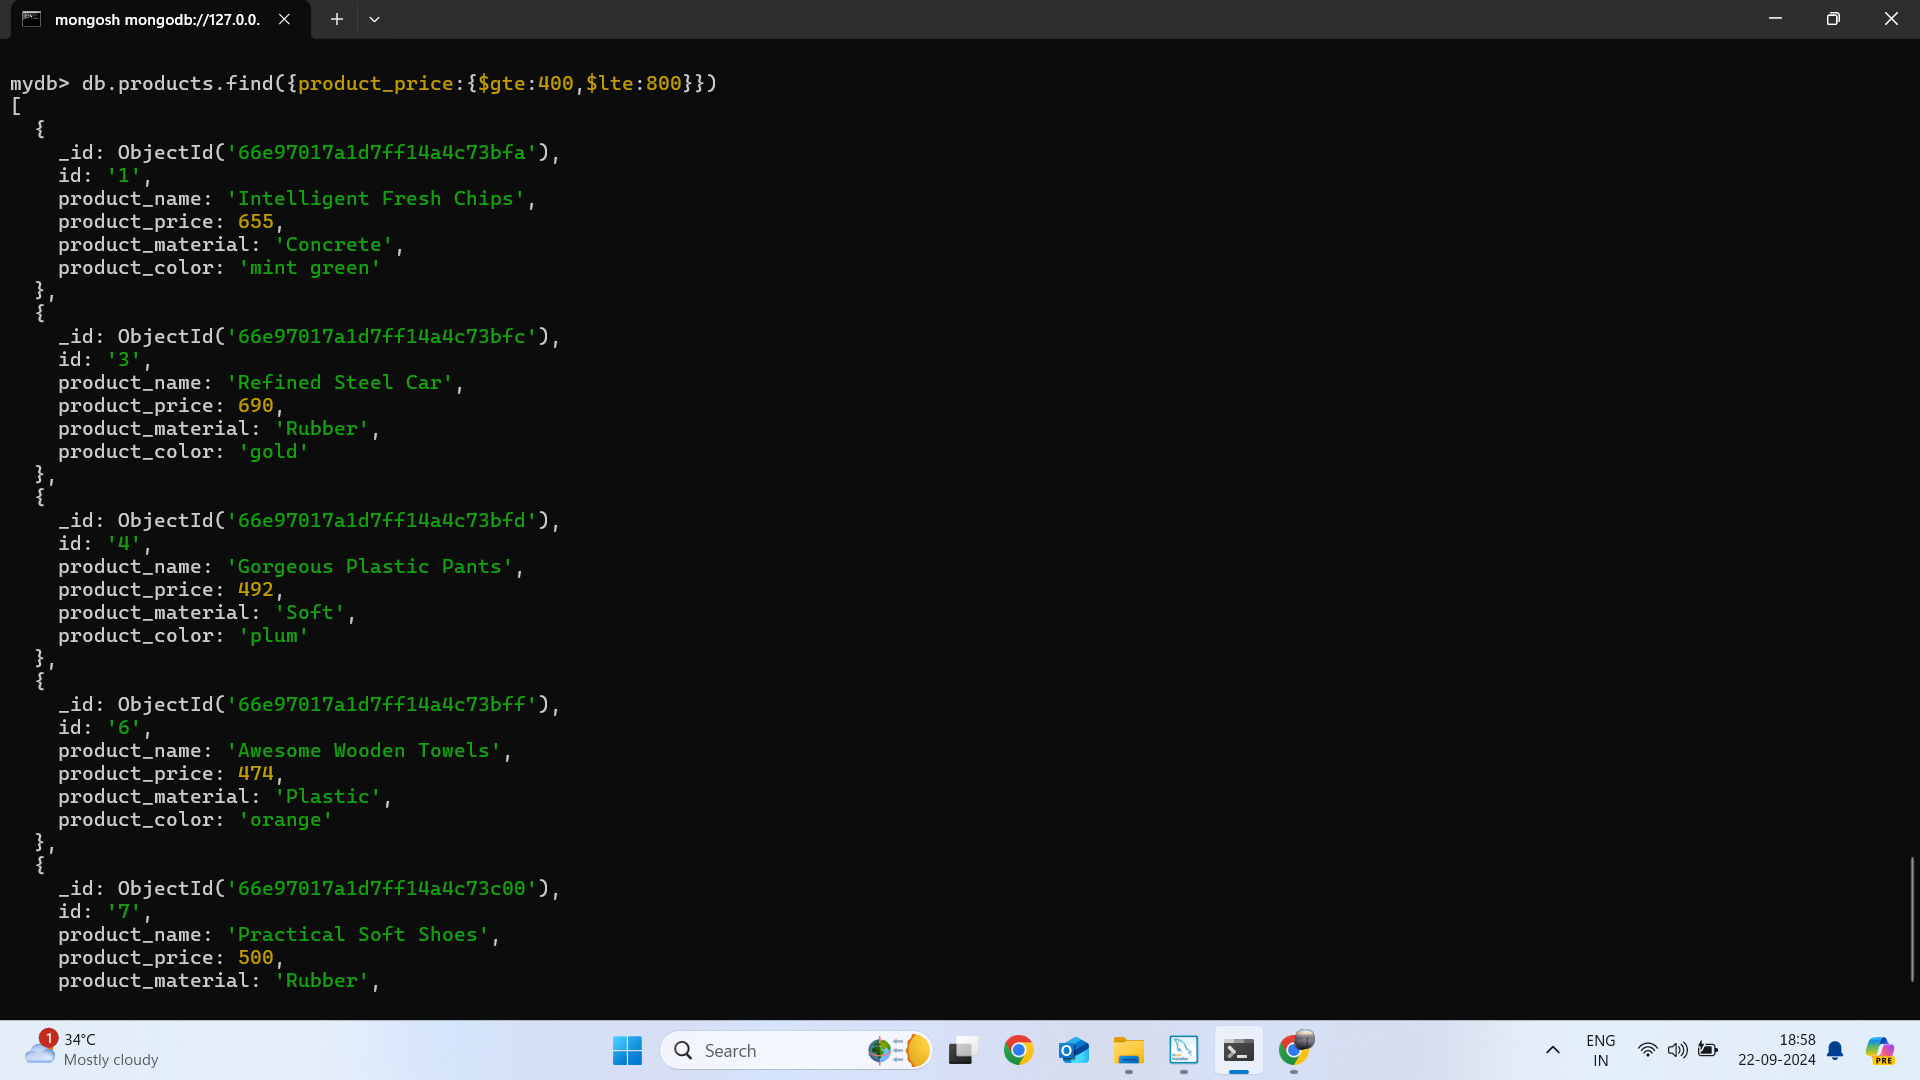 mongosh mongodb://127.0.0.
mydb> db.products.find({product_price:{$gte:400,$lte:800}})
[
  {
    _id: ObjectId('66e97017a1d7ff14a4c73bfa'),
    id: '1',
    product_name: 'Intelligent Fresh Chips',
    product_price: 655,
    product_material: 'Concrete',
    product_color: 'mint green'
  },
  {
    _id: ObjectId('66e97017a1d7ff14a4c73bfc'),
    id: '3',
    product_name: 'Refined Steel Car',
    product_price: 690,
    product_material: 'Rubber',
    product_color: 'gold'
  },
  {
    _id: ObjectId('66e97017a1d7ff14a4c73bfd'),
    id: '4',
    product_name: 'Gorgeous Plastic Pants',
    product_price: 492,
    product_material: 'Soft',
    product_color: 'plum'
  },
  {
    _id: ObjectId('66e97017a1d7ff14a4c73bff'),
    id: '6',
    product_name: 'Awesome Wooden Towels',
    product_price: 474,
    product_material: 'Plastic',
    product_color: 'orange'
  },
  {
    _id: ObjectId('66e97017a1d7ff14a4c73c00'),
    id: '7',
    product_name: 'Practical Soft Shoes',
    product_price: 500,
    product_material: 'Rubber',
1
34°C
Mostly cloudy
Search
ENG
IN
18:58
22-09-2024
PRE